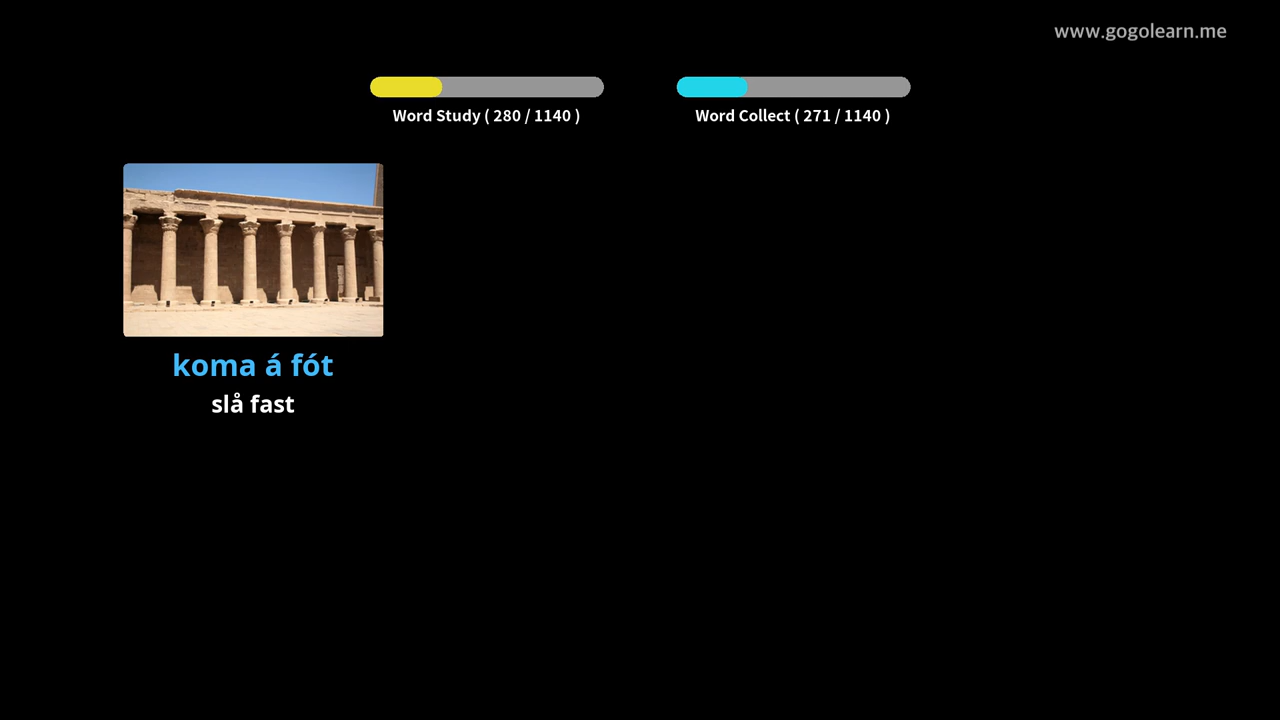 www.gogolearn.me
Word Study ( 280 / 1140 )
Word Collect ( 271 / 1140 )
koma á fót
slå fast